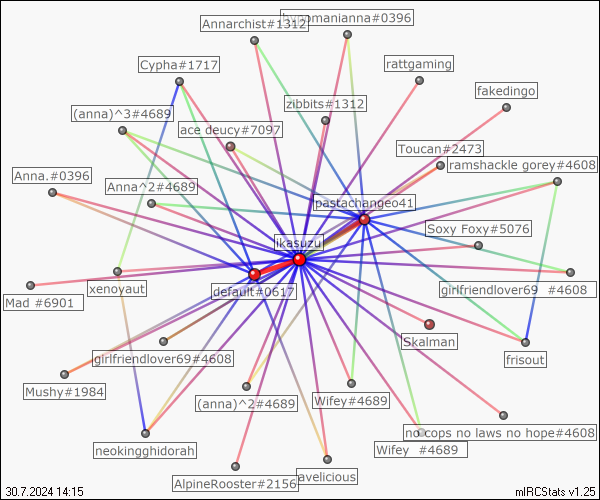 hypnomanianna#0396
Annarchist#1312
Cypha#1717
rattgaming
fakedingo
zibbits#1312
(anna)^3#4689
ace deucy#7097
Toucan#2473
ramshackle gorey#4608
Anna.#0396
Anna^2#4689
pastachangeo41
Soxy Foxy#5076
ikasuzu
xenoyaut
default#0617
girlfriendlover69 #4608
Mad #6901
Skalman
girlfriendlover69#4608
frisout
Mushy#1984
(anna)^2#4689
Wifey#4689
no cops no laws no hope#4608
neokingghidorah
Wifey #4689
AlpineRooster#2156
avelicious
30.7.2024 14:15
mIRCStats v1.25